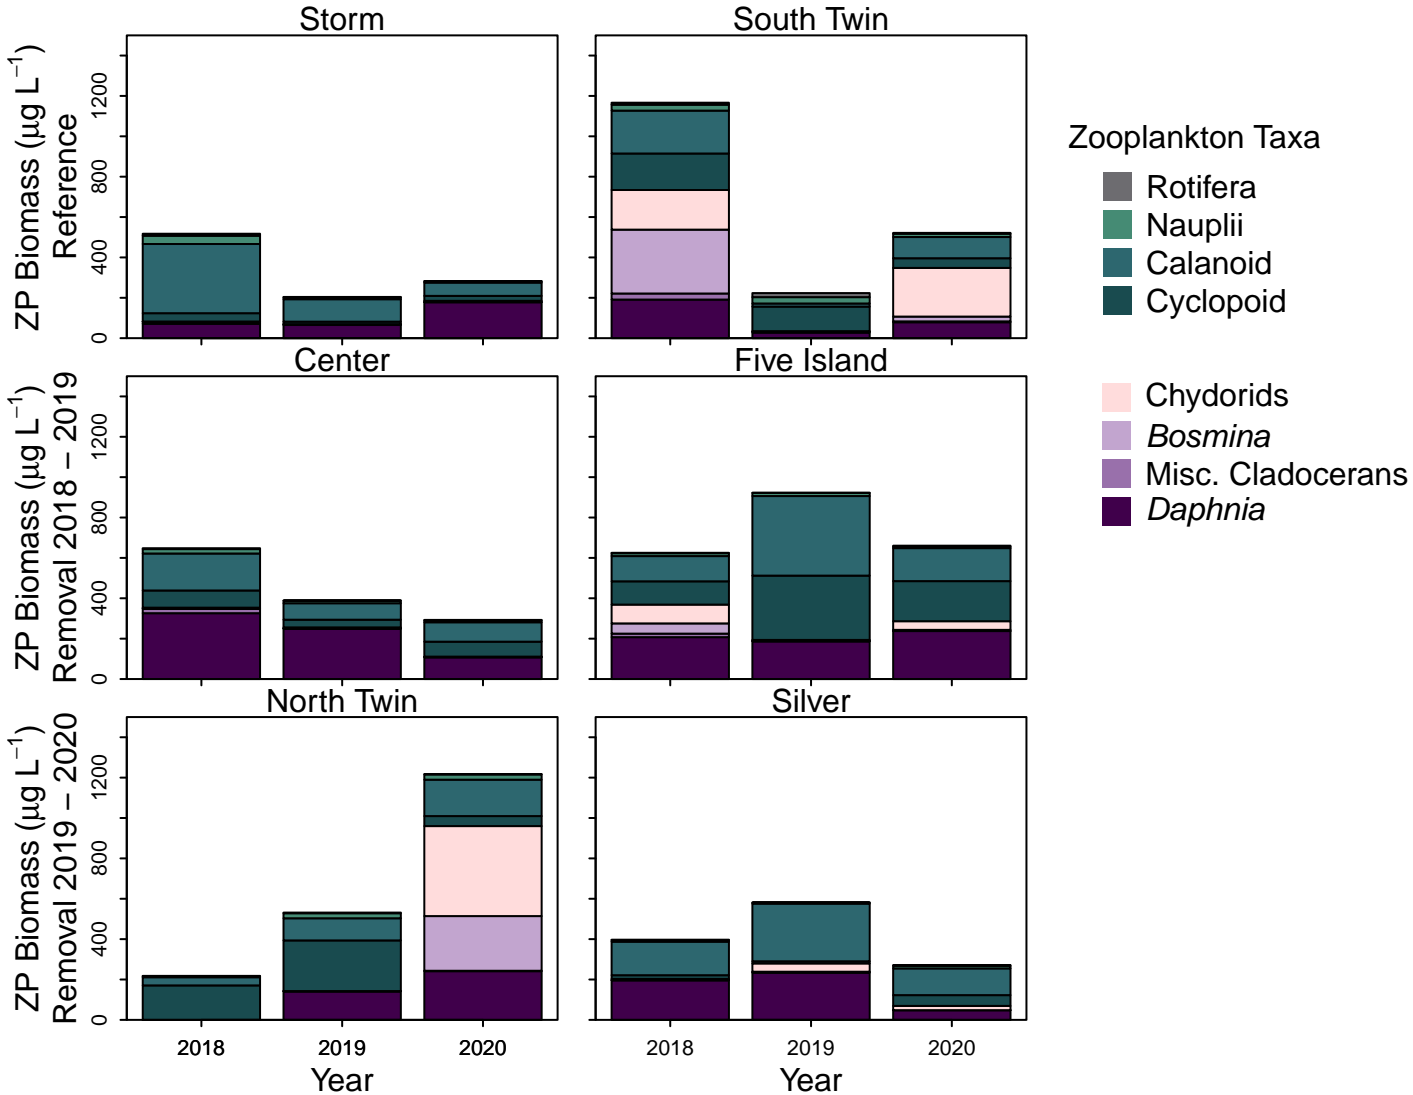 Storm
South Twin
ZP Biomass (µg L⁻¹)
Reference
0
400
800
1200
Zooplankton Taxa
Rotifera
Nauplii
Calanoid
Cyclopoid
Chydorids
Bosmina
Misc. Cladocerans
Daphnia
Center
Five Island
ZP Biomass (µg L⁻¹)
Removal 2018 − 2019
0
400
800
1200
North Twin
Silver
ZP Biomass (µg L⁻¹)
Removal 2019 − 2020
0
400
800
1200
2018
2019
2020
2018
2019
2020
Year
Year